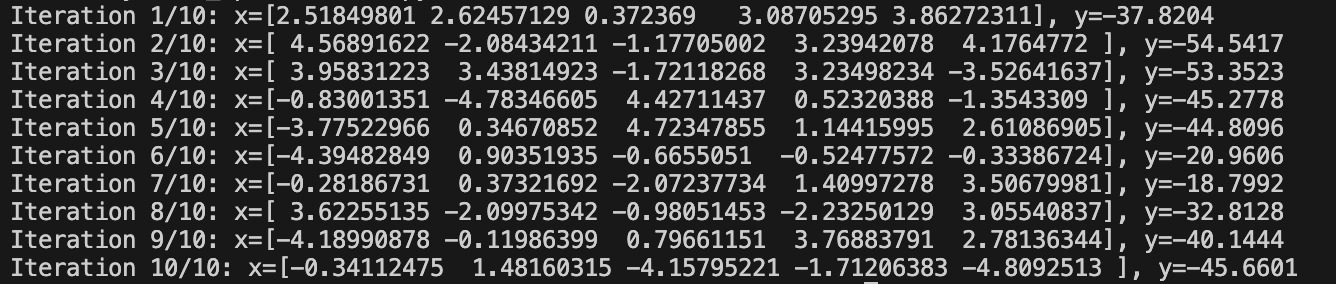 Iteration 1/10: x=[2.51849801 2.62457129 0.372369   3.08705295 3.86272311], y=-37.8204
Iteration 2/10: x=[ 4.56891622 -2.08434211 -1.17705002  3.23942078  4.1764772 ], y=-54.5417
Iteration 3/10: x=[ 3.95831223  3.43814923 -1.72118268  3.23498234 -3.52641637], y=-53.3523
Iteration 4/10: x=[-0.83001351 -4.78346605  4.42711437  0.52320388 -1.3543309 ], y=-45.2778
Iteration 5/10: x=[-3.77522966  0.34670852  4.72347855  1.14415995  2.61086905], y=-44.8096
Iteration 6/10: x=[-4.39482849  0.90351935 -0.6655051  -0.52477572 -0.33386724], y=-20.9606
Iteration 7/10: x=[-0.28186731  0.37321692 -2.07237734  1.40997278  3.50679981], y=-18.7992
Iteration 8/10: x=[ 3.62255135 -2.09975342 -0.98051453 -2.23250129  3.05540837], y=-32.8128
Iteration 9/10: x=[-4.18990878 -0.11986399  0.79661151  3.76883791  2.78136344], y=-40.1444
Iteration 10/10: x=[-0.34112475  1.48160315 -4.15795221 -1.71206383 -4.8092513 ], y=-45.6601